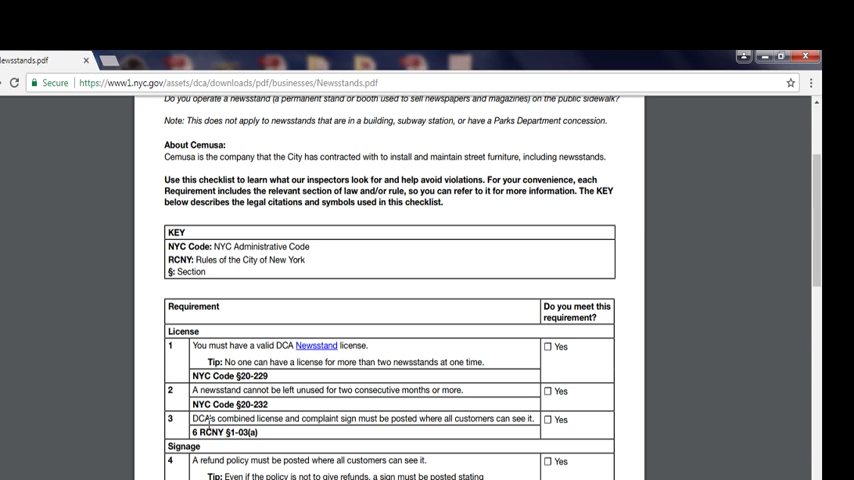 ewsstands.pdf
Secure
https://www1.nyc.gov/assets/dca/downloads/pdf/businesses/Newsstands.pdf
Do you operate a newsstand (a permanent stand or booth used to sell newspapers and magazines) on the public sidewalk?
Note: This does not apply to newsstands that are in a building, subway station, or have a Parks Department concession.
About Cemusa:
Cemusa is the company that the City has contracted with to install and maintain street furniture, including newsstands.
Use this checklist to learn what our inspectors look for and help avoid violations. For your convenience, each
Requirement includes the relevant section of law and/or rule, so you can refer to it for more information. The KEY
below describes the legal citations and symbols used in this checklist.
KEY
NYC Code: NYC Administrative Code
RCNY: Rules of the City of New York
§: Section
Requirement
Do you meet this
requirement?
License
1 You must have a valid DCA Newsstand license. Yes
Tip: No one can have a license for more than two newsstands at one time.
NYC Code §20-229
2 A newsstand cannot be left unused for two consecutive months or more. Yes
NYC Code §20-232
3 DCA's combined license and complaint sign must be posted where all customers can see it. Yes
6 RCNY §1-03(a)
Signage
4 A refund policy must be posted where all customers can see it. Yes
Tip: Even if the policy is not to give refunds, a sign must be posted stating